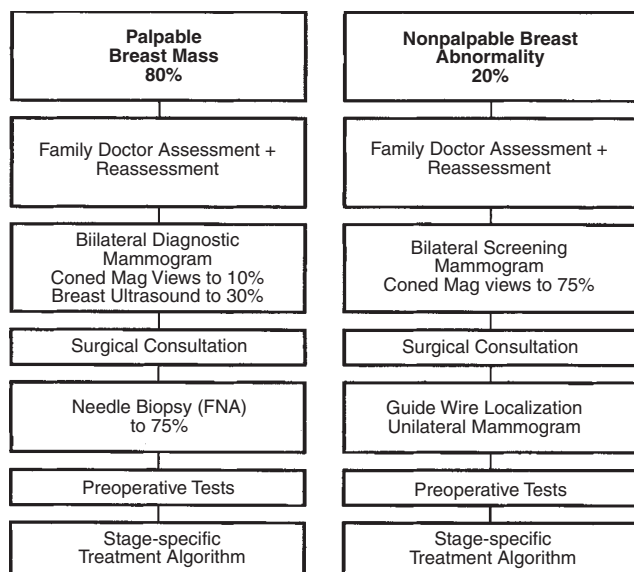 Palpable
Breast Mass
80%
Family Doctor Assessment +
Reassessment
Biilateral Diagnostic
Mammogram
Coned Mag Views to 10%
Breast Ultrasound to 30%
Surgical Consultation
Needle Biopsy (FNA)
to 75%
Preoperative Tests
Stage-specific
Treatment Algorithm
Nonpalpable Breast
Abnormality
20%
Family Doctor Assessment +
Reassessment
Bilateral Screening
Mammogram
Coned Mag views to 75%
Surgical Consultation
Guide Wire Localization
Unilateral Mammogram
Preoperative Tests
Stage-specific
Treatment Algorithm